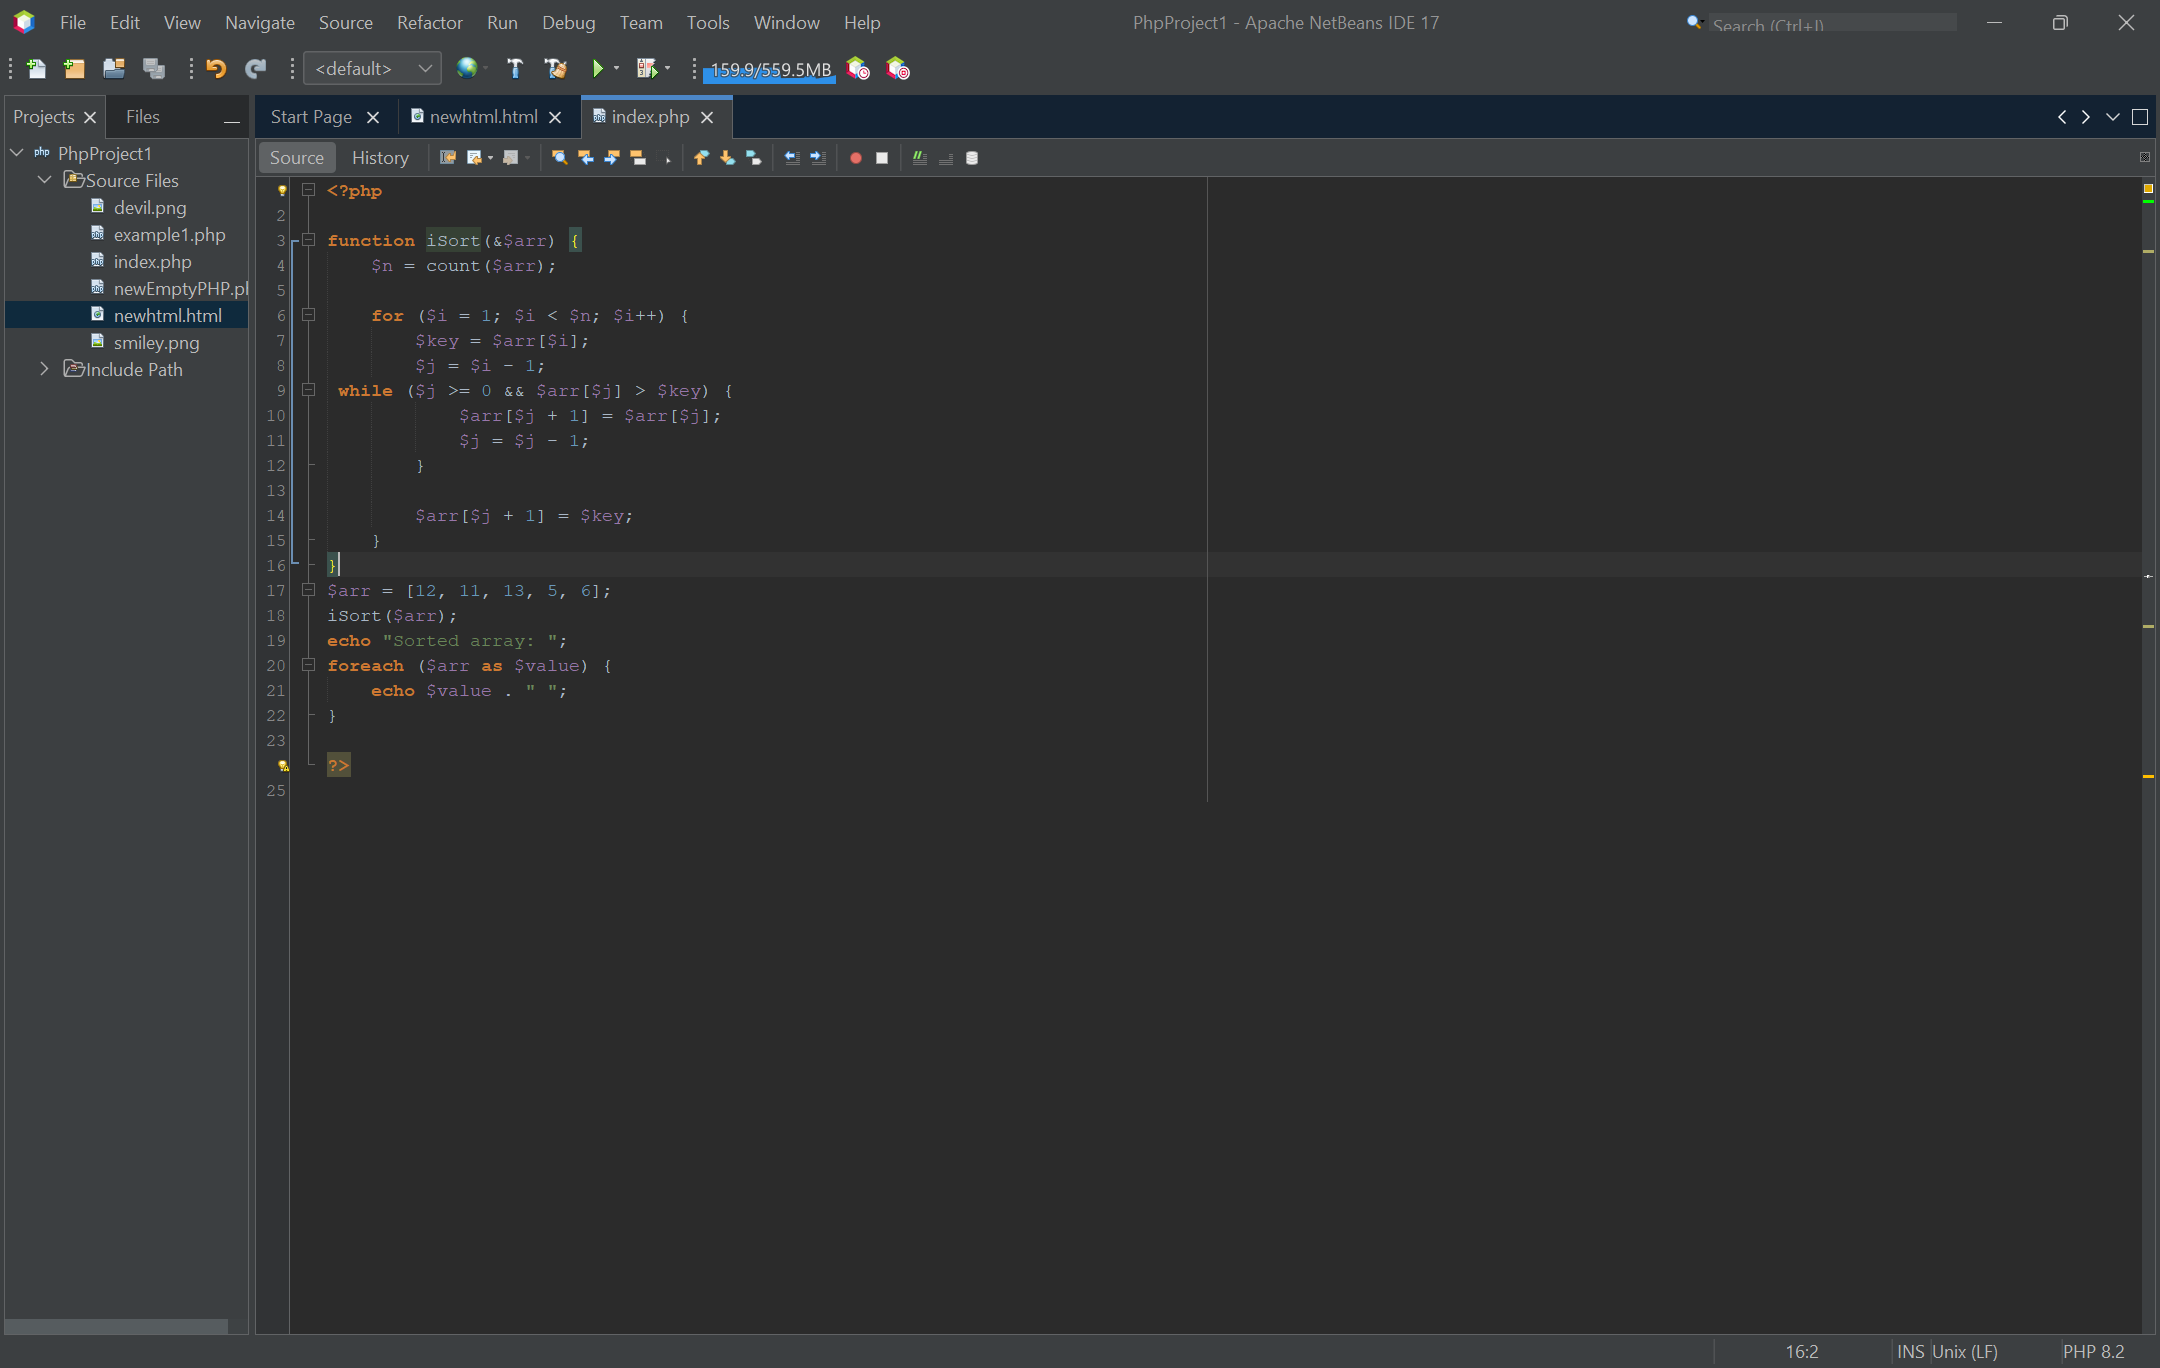 File Edit View Navigate Source Refactor Run Debug Team Tools Window Help PhpProject1 - Apache NetBeans IDE 17 Search (Ctrl+I)
<default> 159.9/559.5MB
Projects Files Start Page newhtml.html index.php
Source History
php PhpProject1
Source Files
devil.png
example1.php
index.php
newEmptyPHP.pl
newhtml.html
smiley.png
Include Path
<?php
2
3 function iSort(&$arr) {
4     $n = count($arr);
5
6     for ($i = 1; $i < $n; $i++) {
7         $key = $arr[$i];
8         $j = $i - 1;
9  while ($j >= 0 && $arr[$j] > $key) {
10             $arr[$j + 1] = $arr[$j];
11             $j = $j - 1;
12         }
13
14         $arr[$j + 1] = $key;
15     }
16 }
17 $arr = [12, 11, 13, 5, 6];
18 iSort($arr);
19 echo "Sorted array: ";
20 foreach ($arr as $value) {
21     echo $value . " ";
22 }
23
?>
25
16:2 INS Unix (LF) PHP 8.2